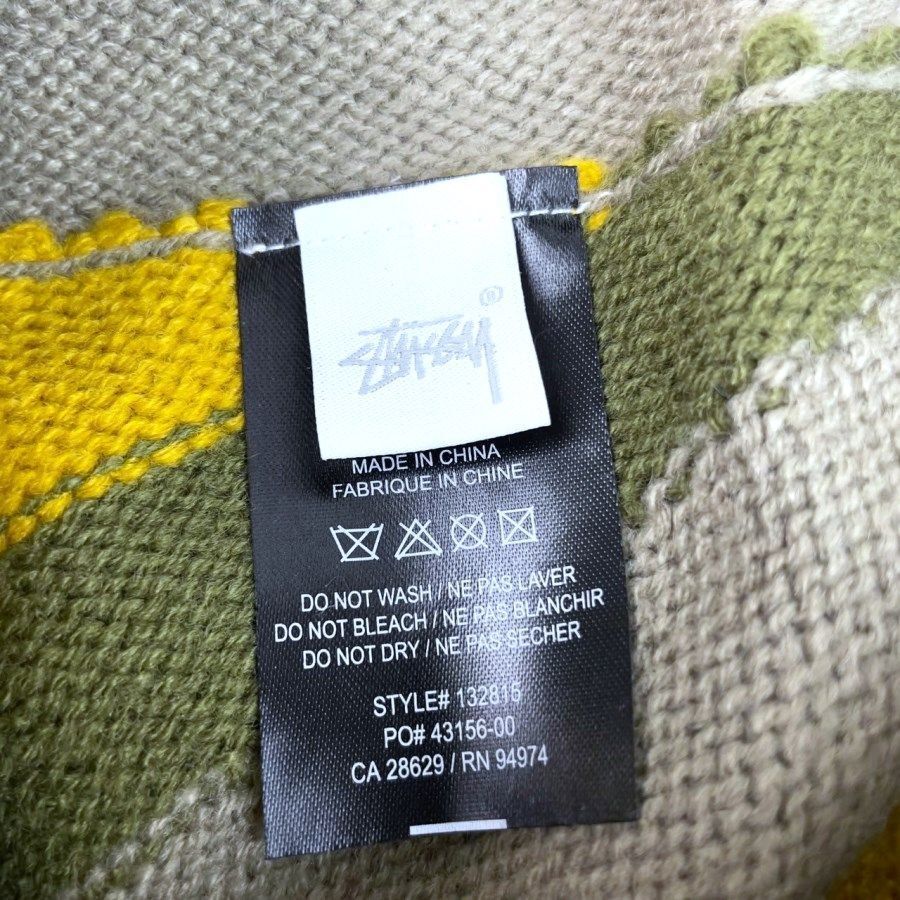 STÜSSY ®
MADE IN CHINA
FABRIQUE IN CHINE
DO NOT WASH / NE PAS LAVER
DO NOT BLEACH / NE PAS BLANCHIR
DO NOT DRY / NE PAS SECHER
STYLE# 132815
PO# 43156-00
CA 28629 / RN 94974